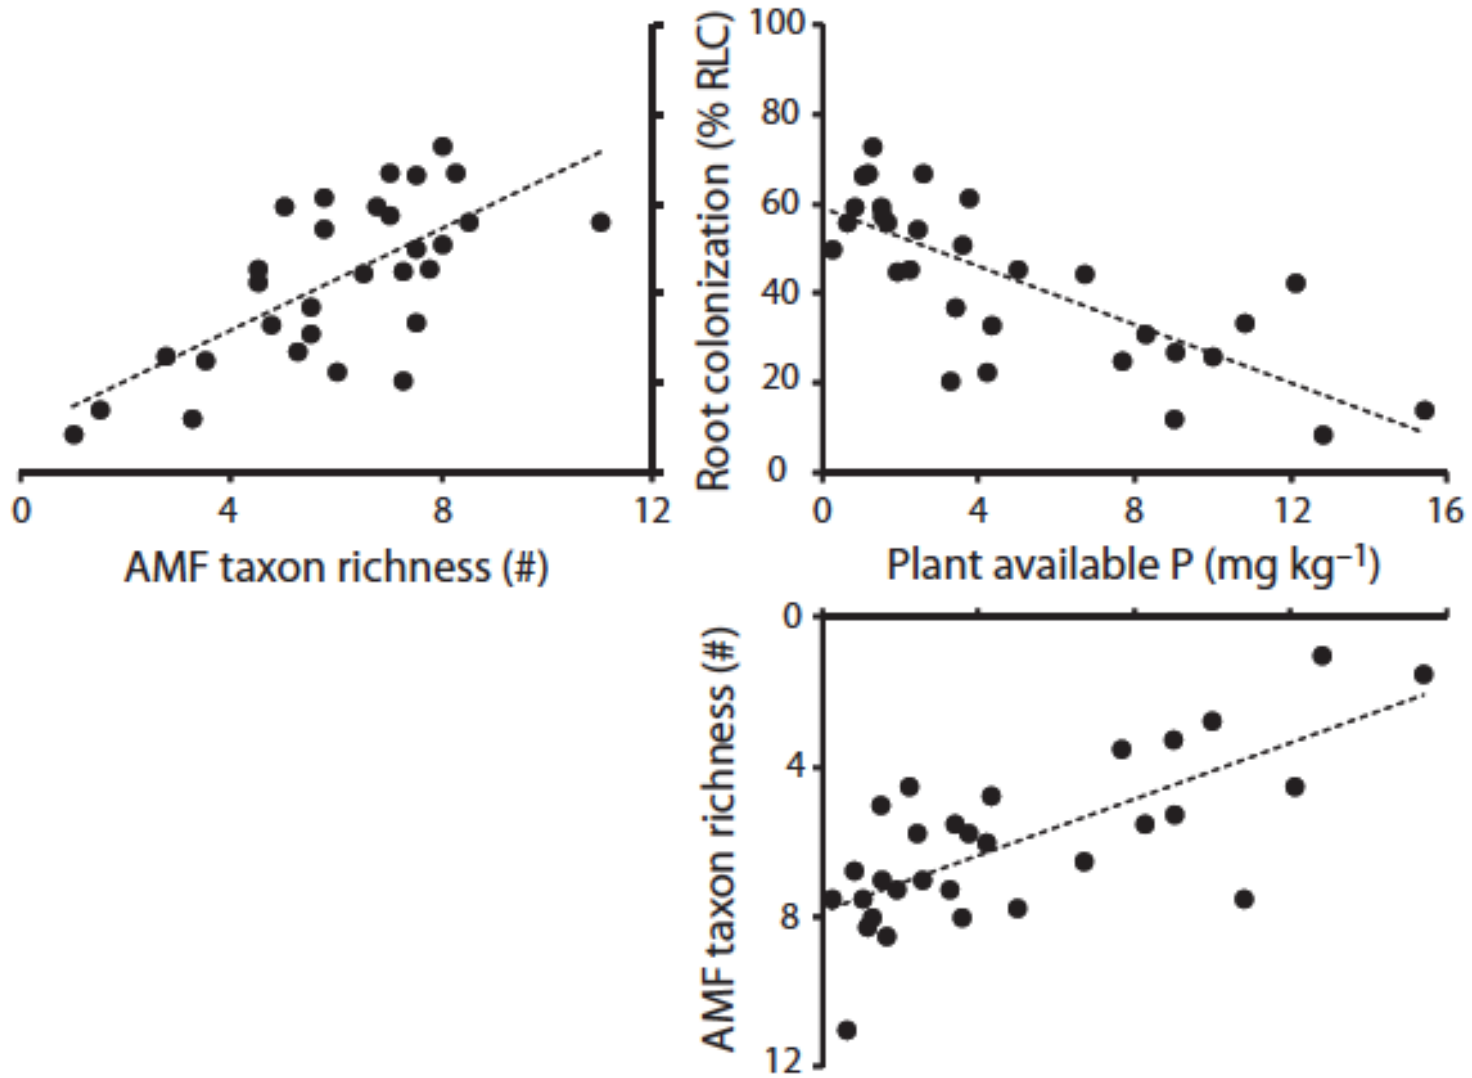 Root colonization (% RLC)
100
80
60
40
20
0
0 4 8 12
AMF taxon richness (#)
0 4 8 12 16
Plant available P (mg kg⁻¹)
AMF taxon richness (#)
0
4
8
12